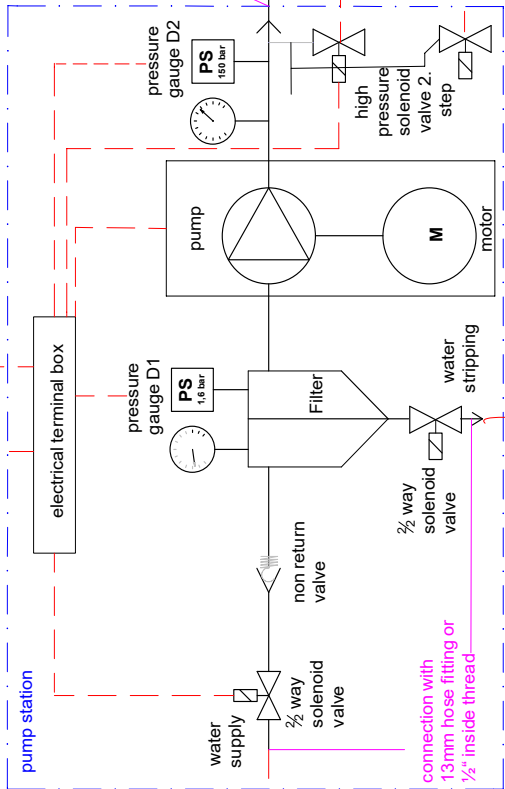 pump station
electrical terminal box
water
supply
2/2 way
solenoid
valve
non return
valve
pressure
gauge D1
PS
1,6 bar
Filter
2/2 way
solenoid
valve
water
stripping
connection with
13mm hose fitting or
½" inside thread
pump
M
motor
pressure
gauge D2
PS
150 bar
high
pressure
solenoid
valve 2.
step